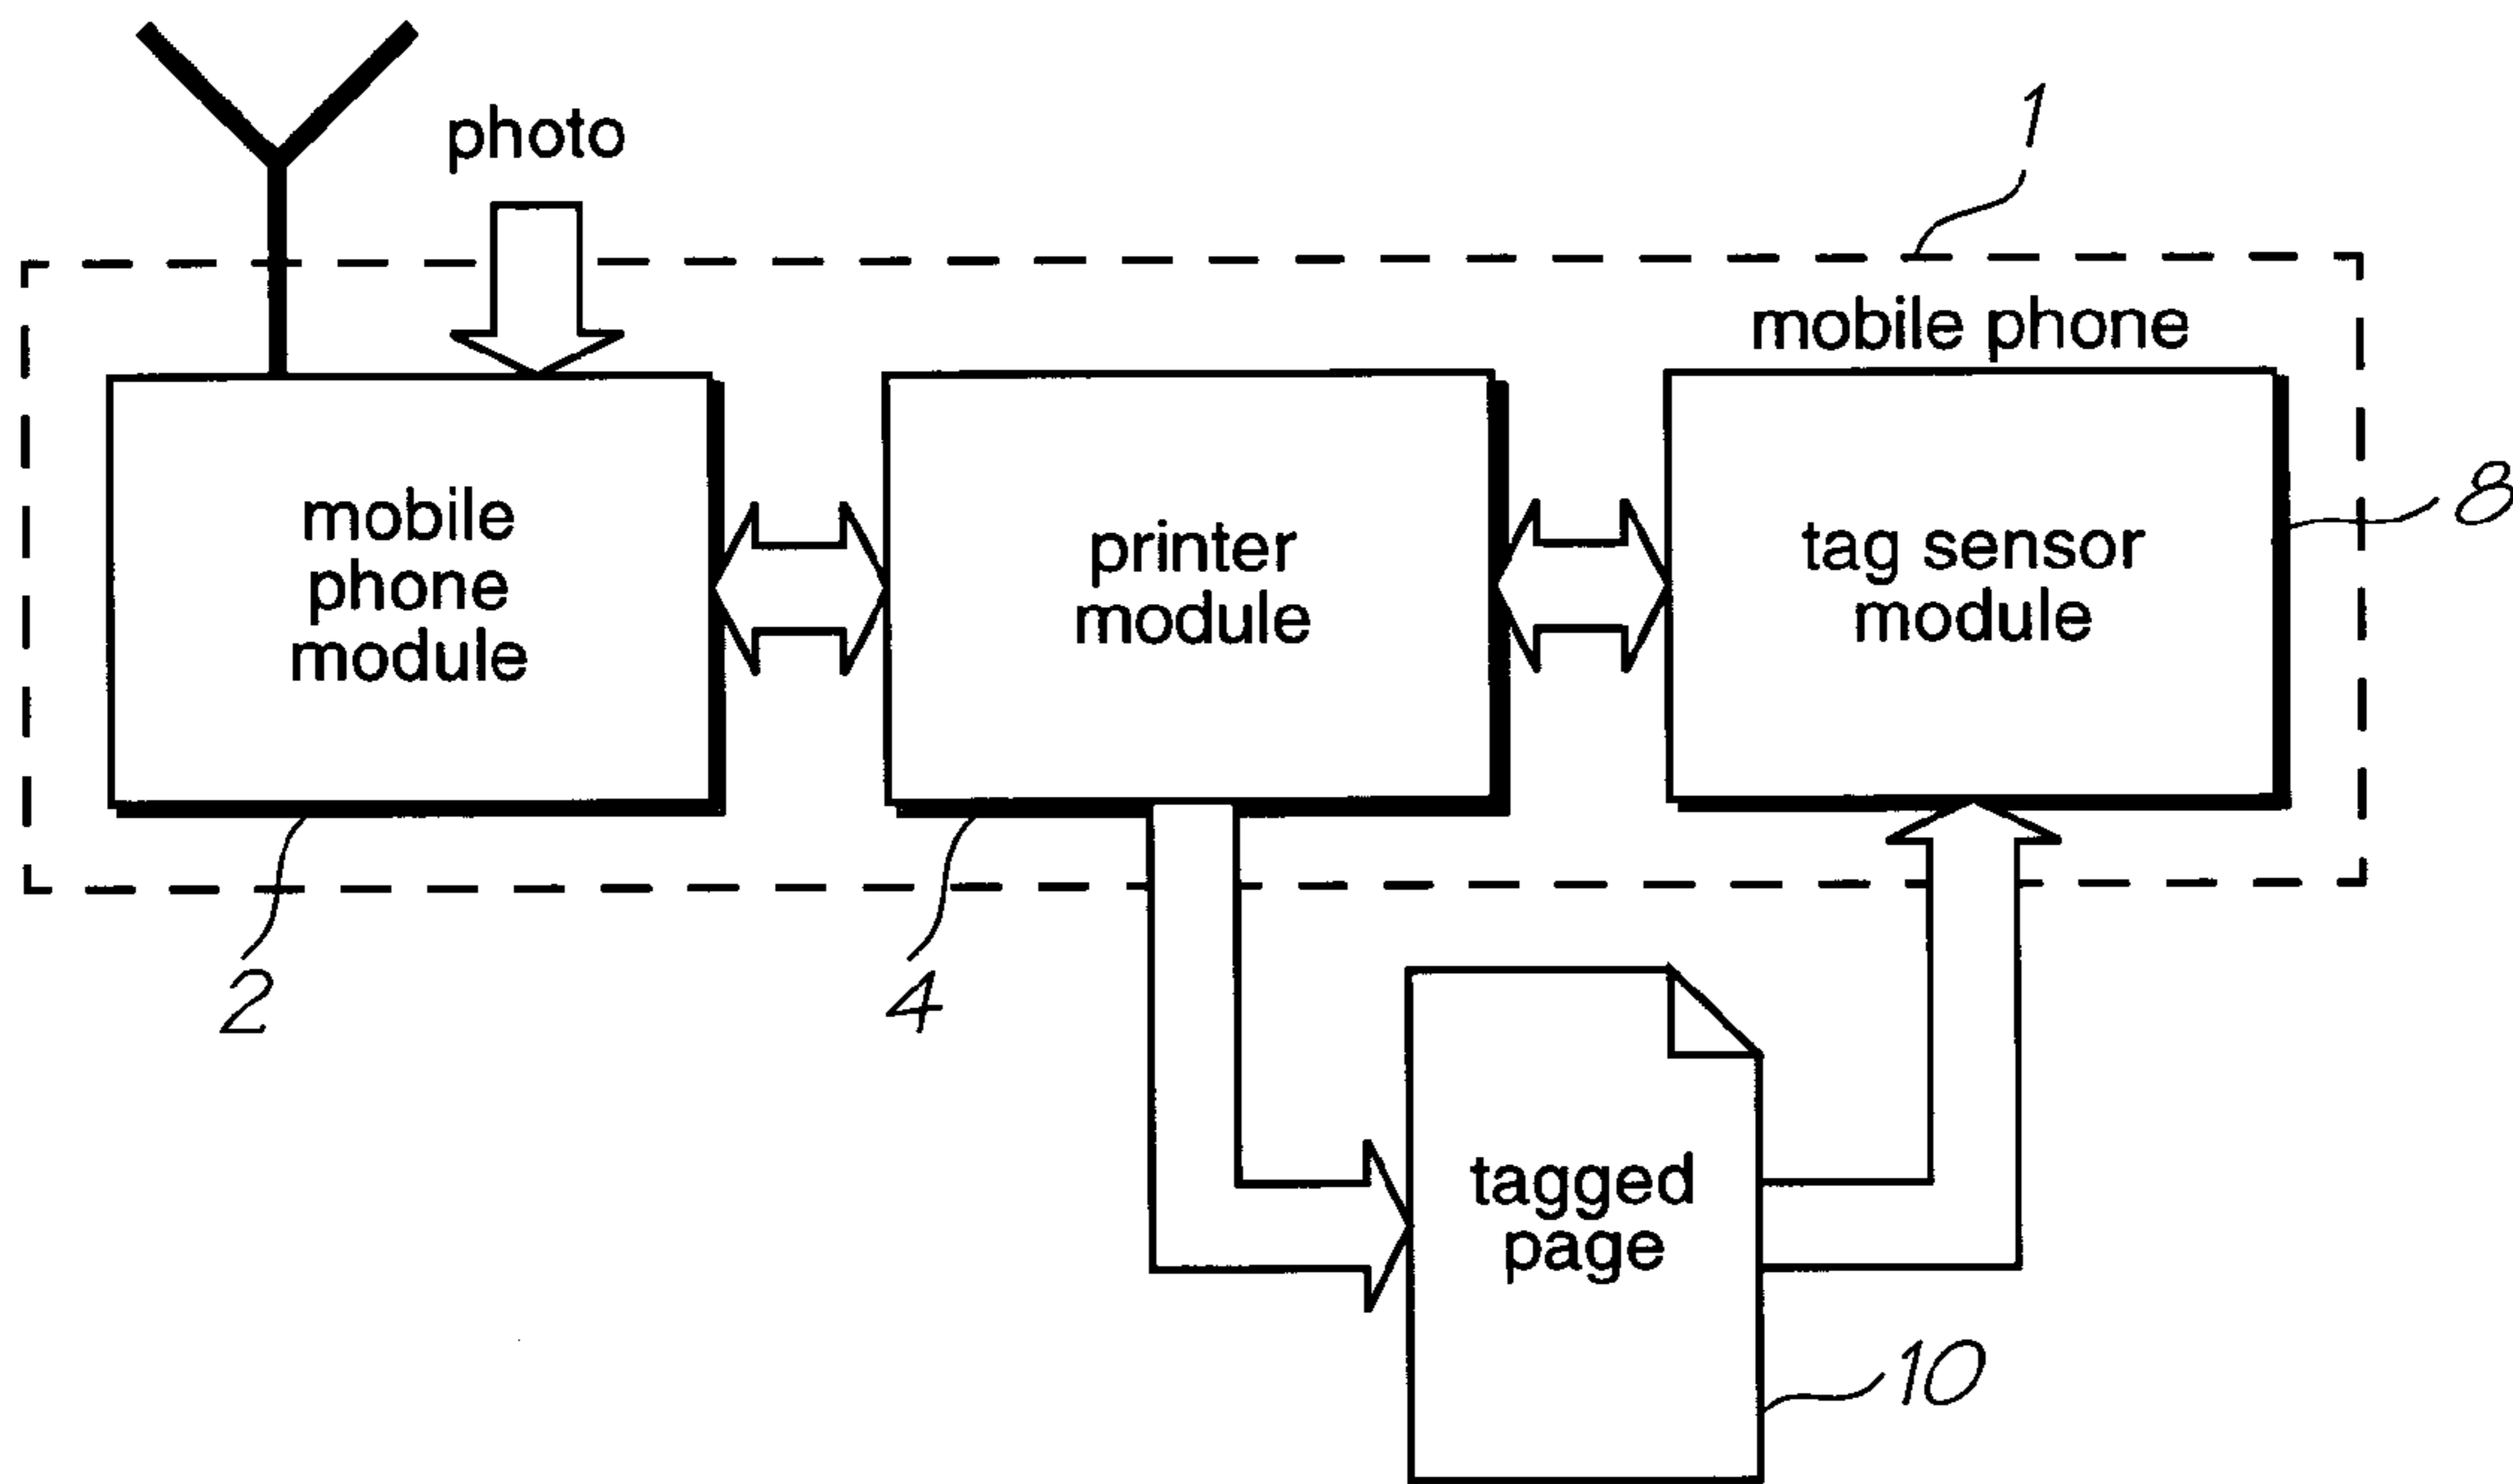 photo
1
mobile phone
mobile
phone
module
printer
module
tag sensor
module
8
2
4
tagged
page
10